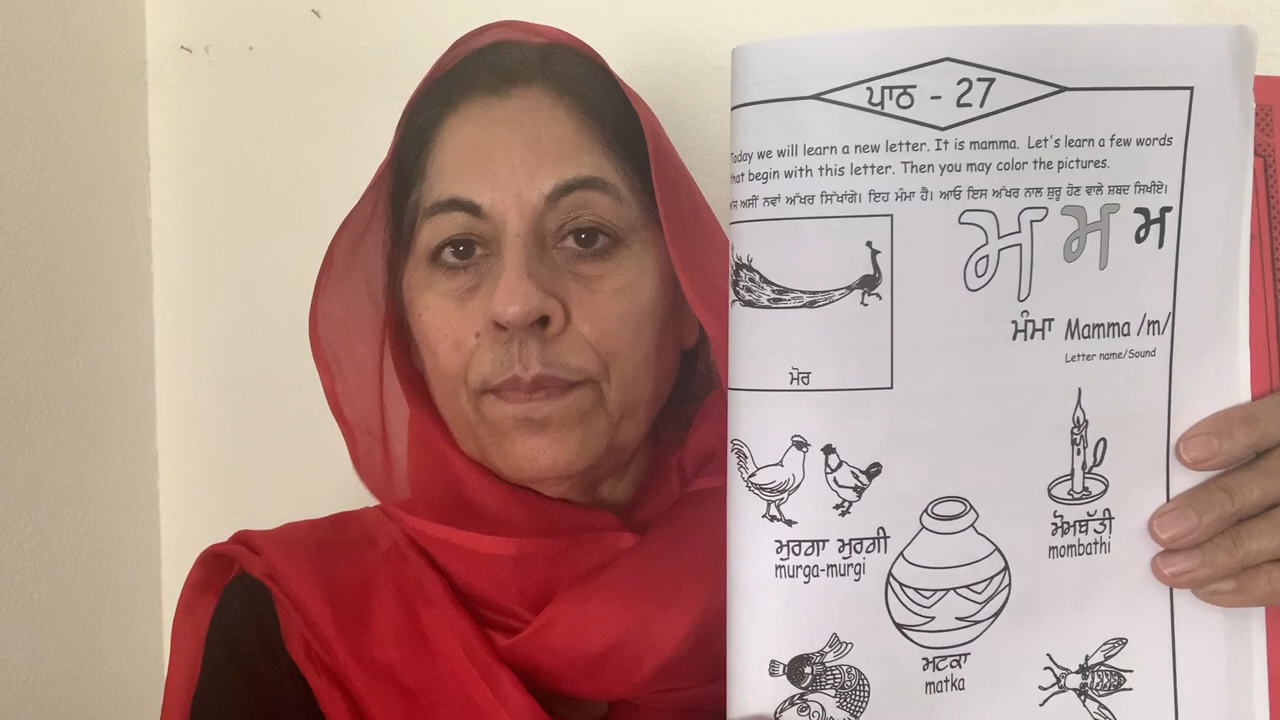 ਪਾਠ - 27
Today we will learn a new letter. It is mamma. Let's learn a few words
that begin with this letter. Then you may color the pictures.
ਅਸੀਂ ਨਵਾਂ ਅੱਖਰ ਸਿੱਖਾਂਗੇ। ਇਹ ਮੰਮਾ ਹੈ। ਆਓ ਇਸ ਅੱਖਰ ਨਾਲ ਸ਼ੁਰੂ ਹੋਣ ਵਾਲੇ ਸ਼ਬਦ ਸਿਖੀਏ।
ਮ ਮ ਮ
ਮੰਮਾ Mamma /m/
Letter name/Sound
ਮੋਰ
ਮੁਰਗਾ ਮੁਰਗੀ
murga-murgi
ਮੋਮਬੱਤੀ
mombathi
ਮਟਕਾ
matka